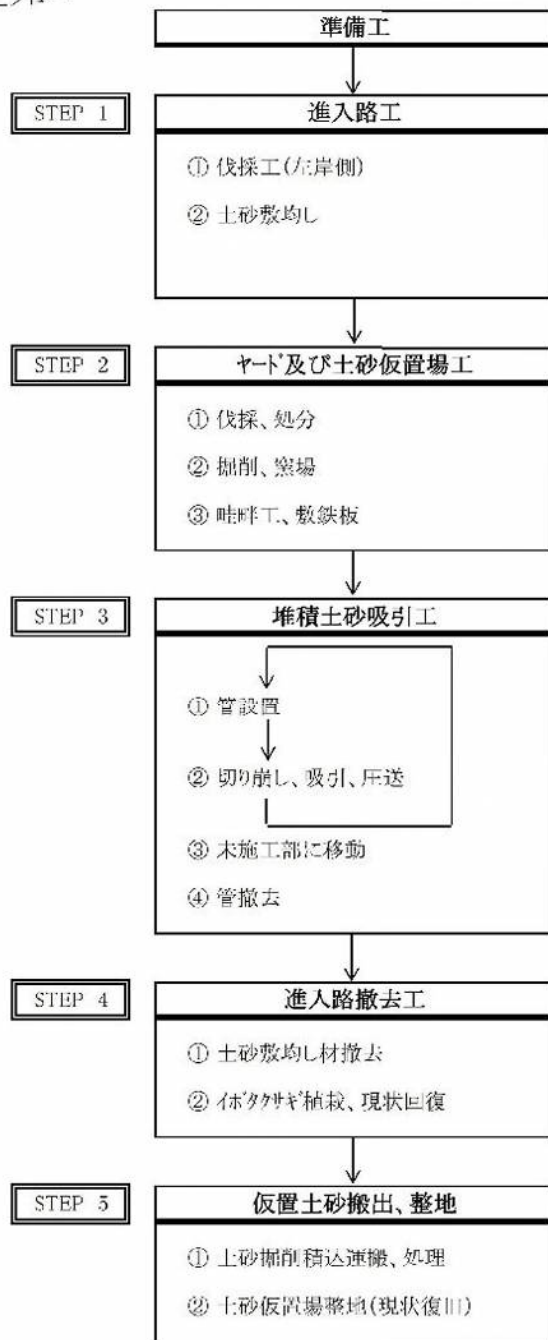 準備工
STEP 1
進入路工
① 伐採工(左岸側)
② 土砂敷均し
STEP 2
ヤード及び土砂仮置場工
① 伐採、処分
② 掘削、築場
③ 畦畔工、敷鉄板
STEP 3
堆積土砂吸引工
① 管設置
② 切り崩し、吸引、圧送
③ 未施工部に移動
④ 管撤去
STEP 4
進入路撤去工
① 土砂敷均し材撤去
② イボタクサギ植栽、現状回復
STEP 5
仮置土砂搬出、整地
① 土砂掘削積込運搬、処理
② 土砂仮置場整地(現状復旧)